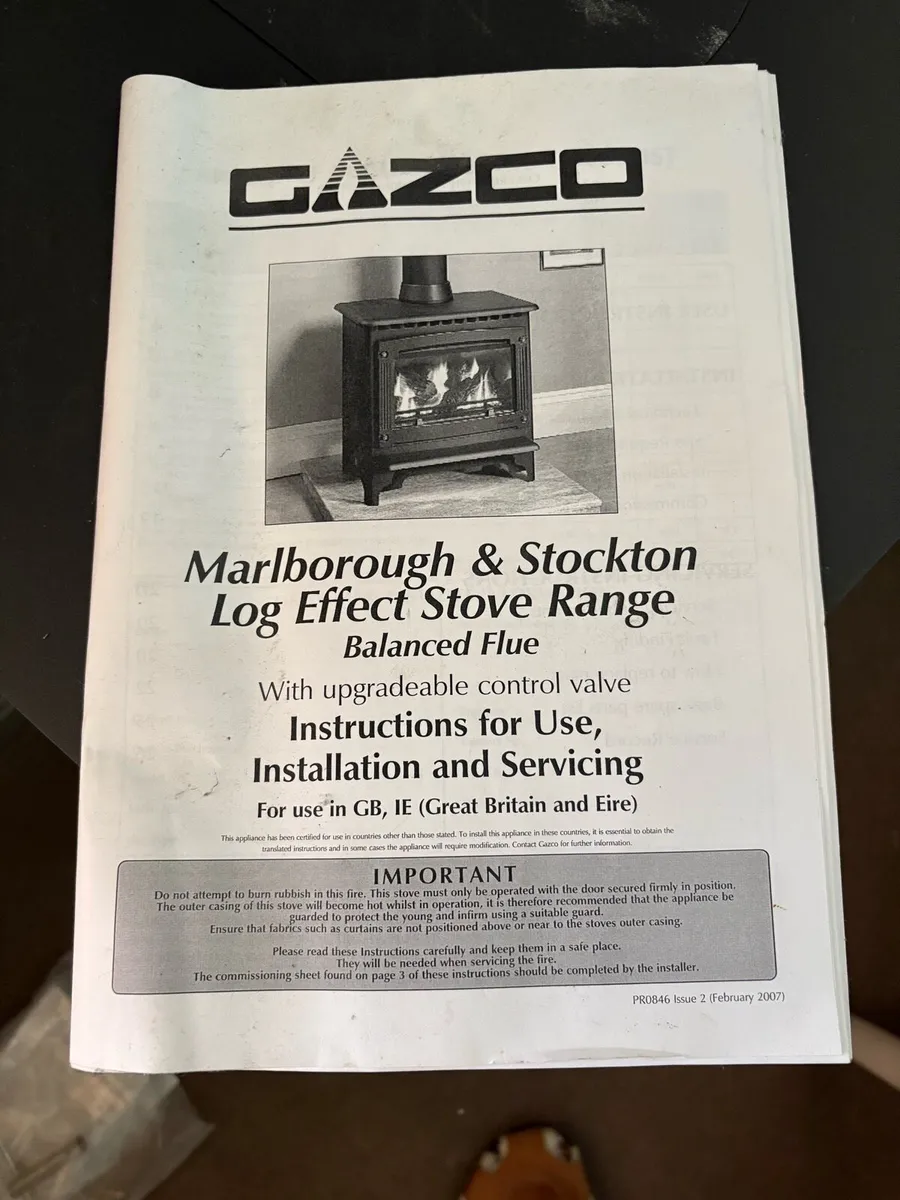 GAZCO
Marlborough & Stockton
Log Effect Stove Range
Balanced Flue
With upgradeable control valve
Instructions for Use,
Installation and Servicing
For use in GB, IE (Great Britain and Eire)
This appliance has been certified for use in countries other than those stated. To install this appliance in these countries, it is essential to obtain the
translated instructions and in some cases the appliance will require modification. Contact Gazco for further information.
IMPORTANT
Do not attempt to burn rubbish in this fire. This stove must only be operated with the door secured firmly in position.
The outer casing of this stove will become hot whilst in operation, it is therefore recommended that the appliance be
guarded to protect the young and infirm using a suitable guard.
Ensure that fabrics such as curtains are not positioned above or near to the stoves outer casing.
Please read these Instructions carefully and keep them in a safe place.
They will be needed when servicing the fire.
The commissioning sheet found on page 3 of these instructions should be completed by the installer.
PR0846 Issue 2 (February 2007)